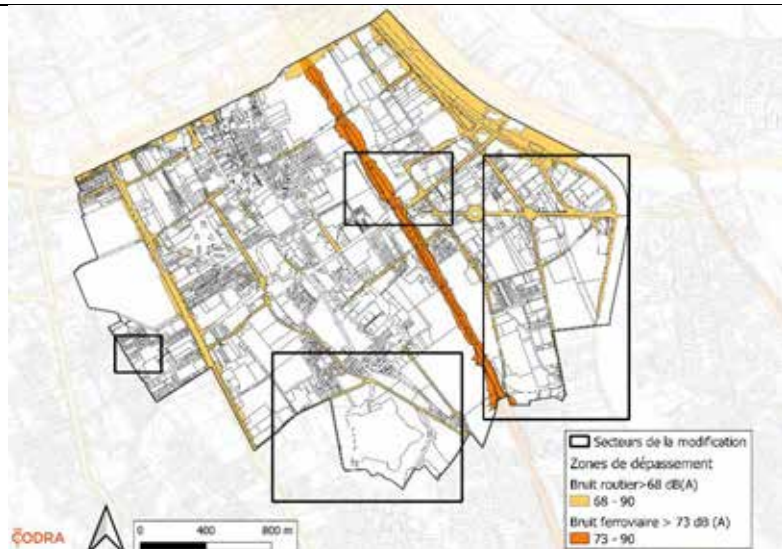 Secteurs de la modification
Zones de dépassement
Bruit routier>68 dB(A)
68 - 90
Bruit ferroviaire > 73 dB (A)
73 - 90
CODRA
0 400 800 m